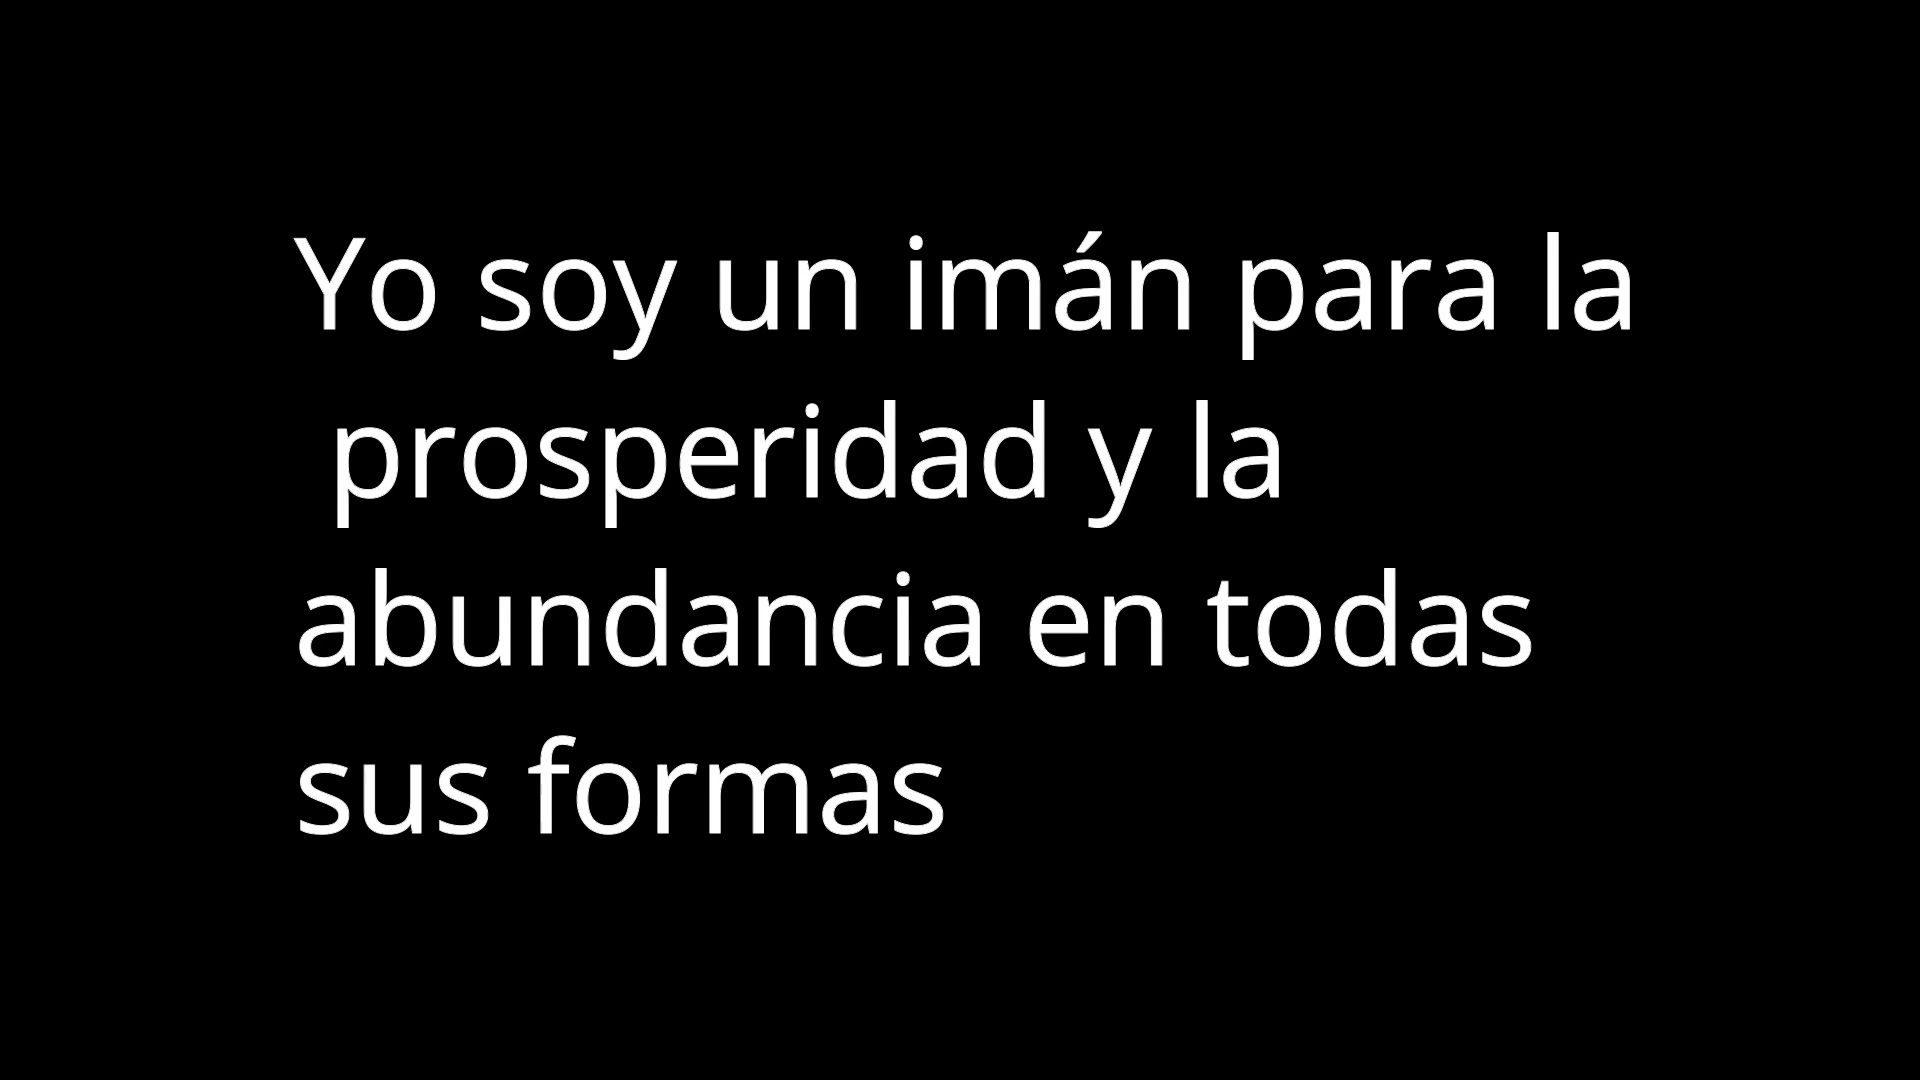 Yo soy un imán para la
prosperidad y la
abundancia en todas
sus formas